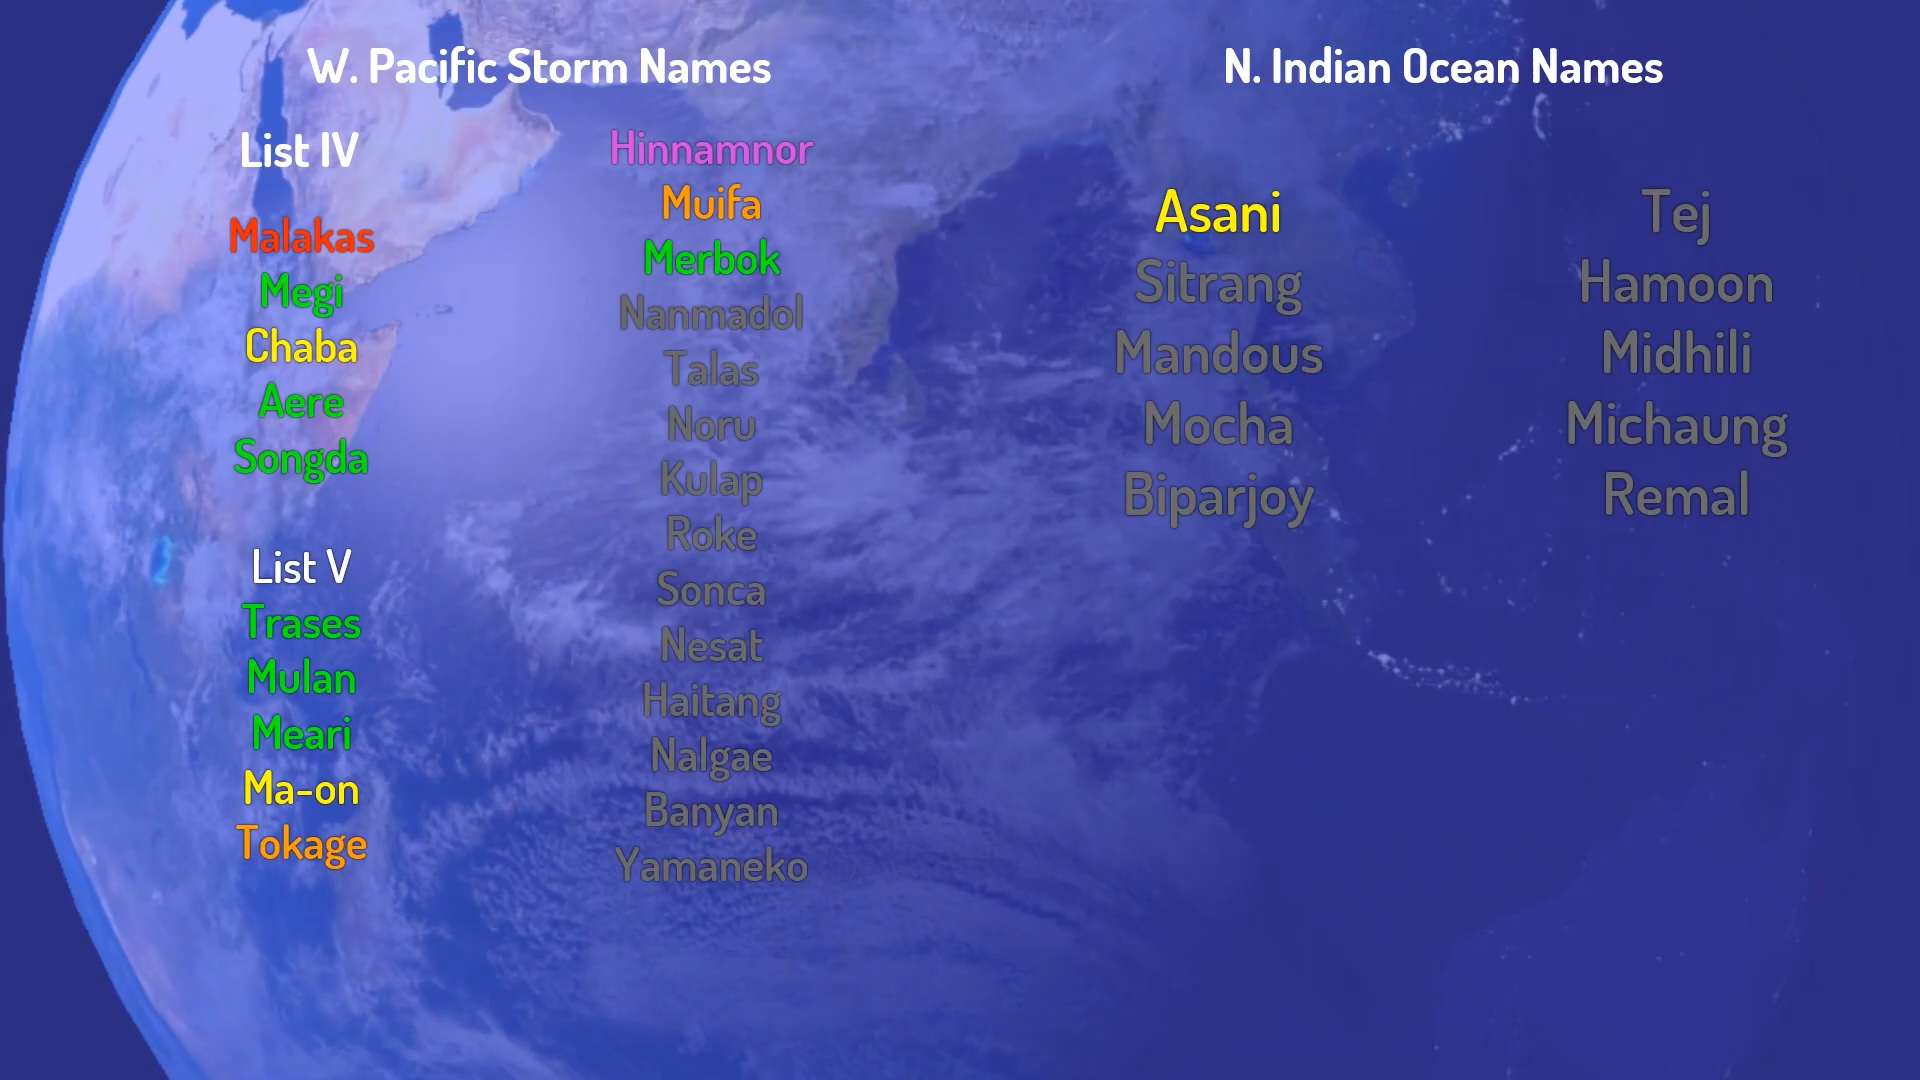 W. Pacific Storm Names
List IV
Malakas
Megi
Chaba
Aere
Songda
List V
Trases
Mulan
Meari
Ma-on
Tokage
Hinnamnor
Muifa
Merbok
Nanmadol
Talas
Noru
Kulap
Roke
Sonca
Nesat
Haitang
Nalgae
Banyan
Yamaneko
N. Indian Ocean Names
Asani
Sitrang
Mandous
Mocha
Biparjoy
Tej
Hamoon
Midhili
Michaung
Remal